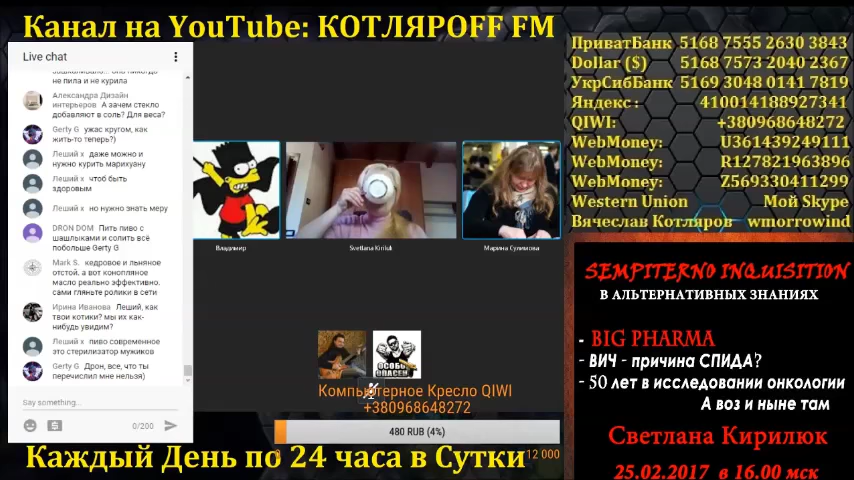 Канал на YouTube: КОТЛЯРOFF FM
Live chat
не пила и не курила
Александра Дизайн
интерьеров А зачем стекло
добавляют в соль? Для веса?
Gerty G ужас кругом, как
жить-то теперь?)
Леший х даже можно и
нужно курить марихуану
Леший х чтоб быть
здоровым
Леший х но нужно знать меру
DRON DOM Пить пиво с
шашлыками и солить всё
побольше Gerty G
Mark S. кедровое и льняное
отстой. а вот конопляное
масло реально эффективно.
сами гляньте ролики в сети
Ирина Иванова Леший, как
твои котики? мы их как-
нибудь увидим?
Леший х пиво современное
это стерилизатор мужиков
Gerty G Дрон, все, что ты
перечислил мне нельзя)
Say something...
0/200
Владимир
Svetlana Kiriluk
Марина Сулимова
ОСОБО
ОПАСЕН
Компьютерное Кресло QIWI
+380968648272
480 RUB (4%)
12 000
Каждый День по 24 часа в Сутки
ПриватБанк 5168 7555 2630 3843
Dollar ($) 5168 7573 2040 2367
УкрСибБанк 5169 3048 0141 7819
Яндекс : 410014188927341
QIWI: +380968648272
WebMoney: U361439249111
WebMoney: R127821963896
WebMoney: Z569330411299
Western Union Мой Skype
Вячеслав Котляров wmorrowind
SEMPITERNO INQUISITION
В АЛЬТЕРНАТИВНЫХ ЗНАНИЯХ
- BIG PHARMA
- ВИЧ - причина СПИДА?
- 50 лет в исследовании онкологии
А воз и ныне там
Светлана Кирилюк
25.02.2017 в 16.00 мск